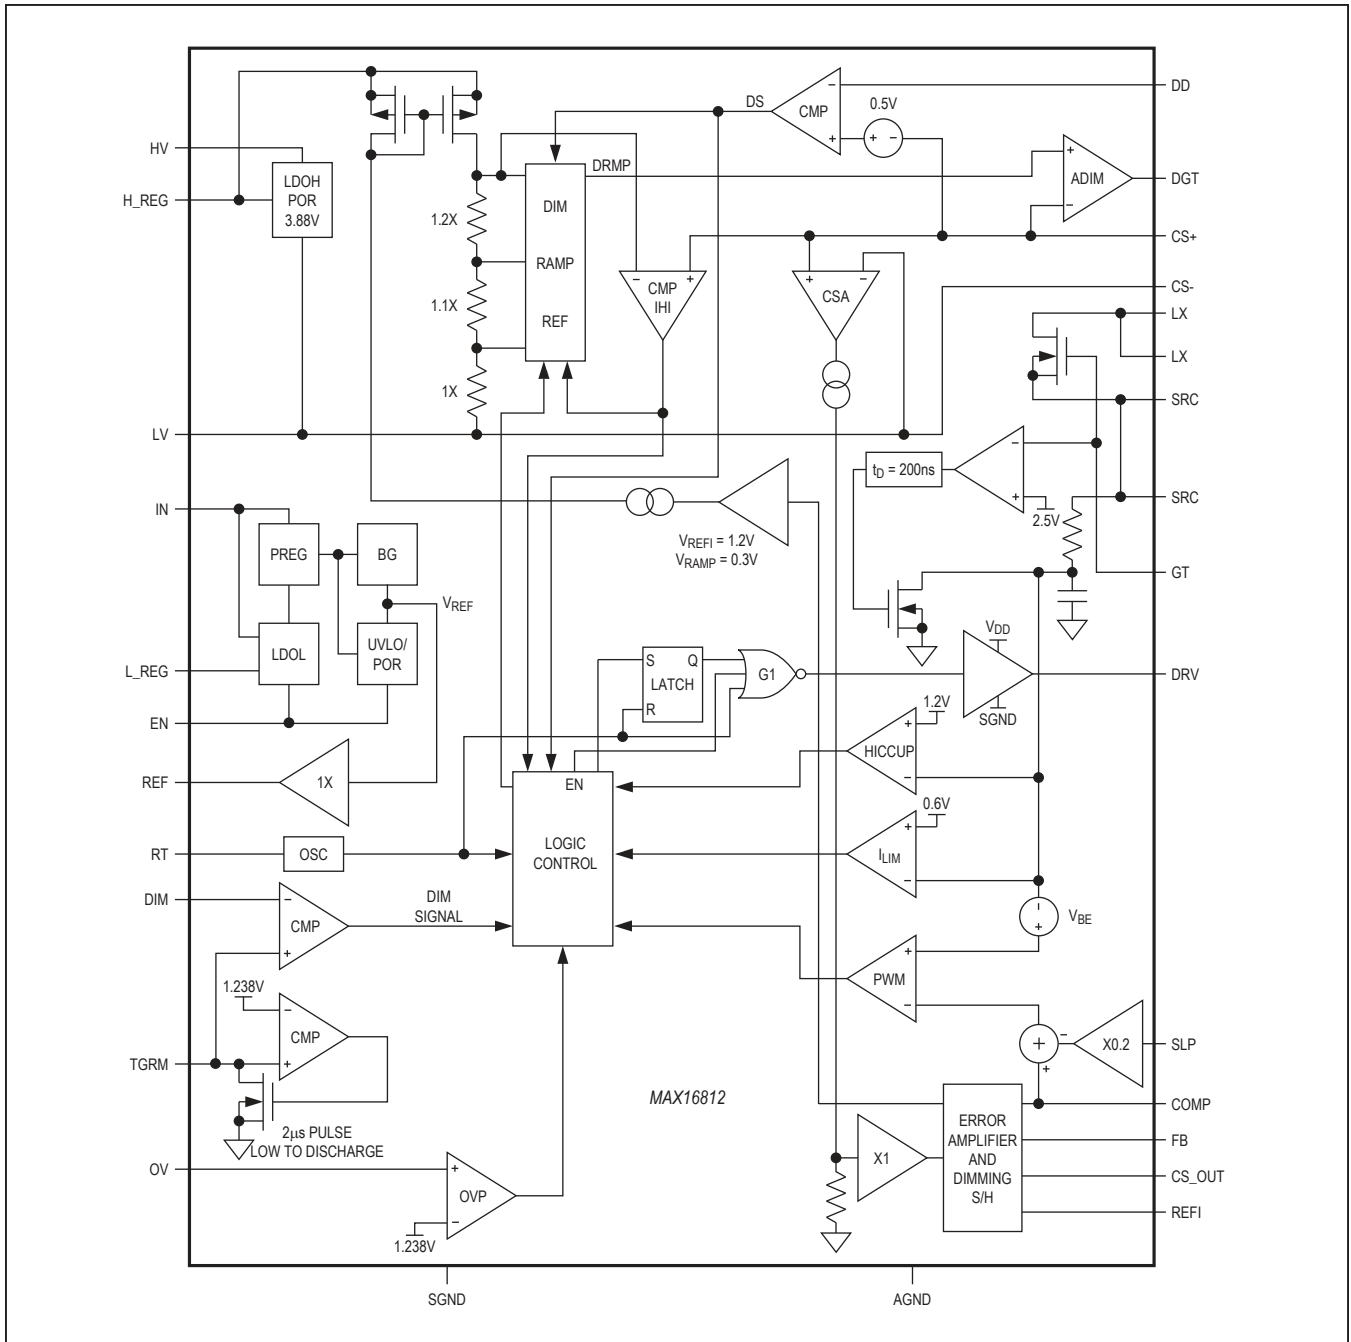 DD
DS
CMP
0.5V
+ -
-
+
HV
H_REG
LDOH
POR
3.88V
1.2X
1.1X
1X
DIM
RAMP
REF
DRMP
+
-
ADIM
DGT
CS+
CS-
- +
CMP
IHI
+ -
CSA
LX
LX
SRC
SRC
GT
LV
tD = 200ns
-
+
2.5V
IN
PREG
BG
VREF
LDOL
UVLO/
POR
L_REG
EN
VREFI = 1.2V
VRAMP = 0.3V
S Q
LATCH
R
G1
VDD
SGND
DRV
REF
1X
1.2V
+
HICCUP
-
EN
LOGIC
CONTROL
RT
OSC
0.6V
+
ILIM
-
DIM
-
CMP
+
DIM
SIGNAL
-
+
VBE
+
PWM
-
1.238V
-
CMP
+
TGRM
2µs PULSE
LOW TO DISCHARGE
+
-
+
X0.2
SLP
MAX16812
COMP
FB
CS_OUT
REFI
X1
ERROR
AMPLIFIER
AND
DIMMING
S/H
OV
+
OVP
-
1.238V
SGND
AGND